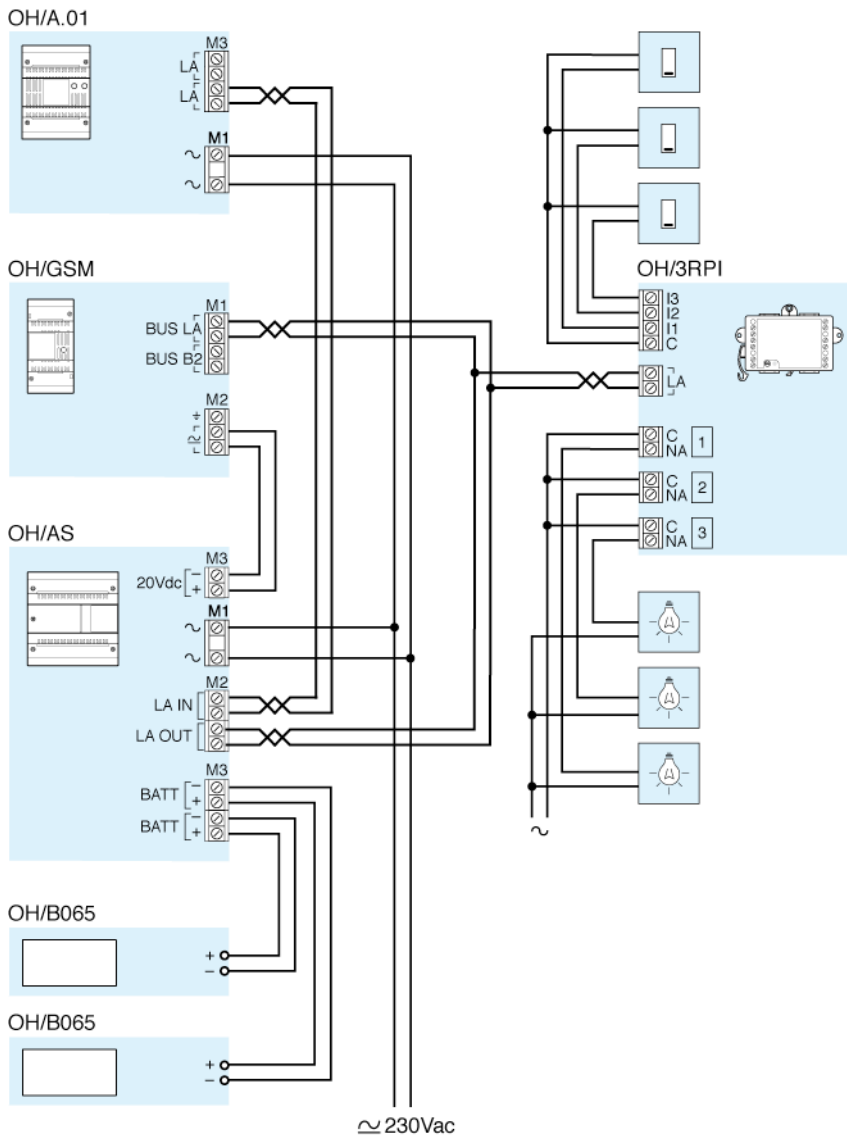 OH/A.01
M3
LA
LA
M1
~
~
OH/GSM
M1
BUS LA
BUS B2
M2
+
~
OH/AS
M3
20Vdc
−
+
M1
~
~
M2
LA IN
LA OUT
M3
BATT
−
+
BATT
−
+
OH/B065
+
−
OH/B065
+
−
≃ 230Vac
OH/3RPI
I3
I2
I1
C
LA
C
NA
1
C
NA
2
C
NA
3
~